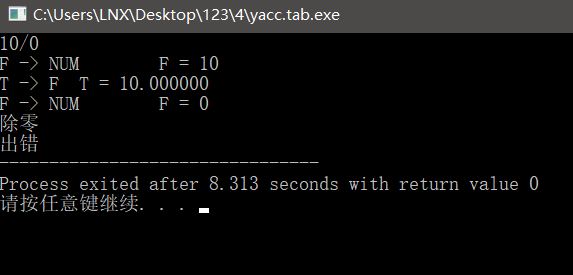 C:\Users\LNX\Desktop\123\4\yacc.tab.exe
10/0
F -> NUM        F = 10
T -> F  T = 10.000000
F -> NUM        F = 0
除零
出错
--------------------------------
Process exited after 8.313 seconds with return value 0
请按任意键继续. . .